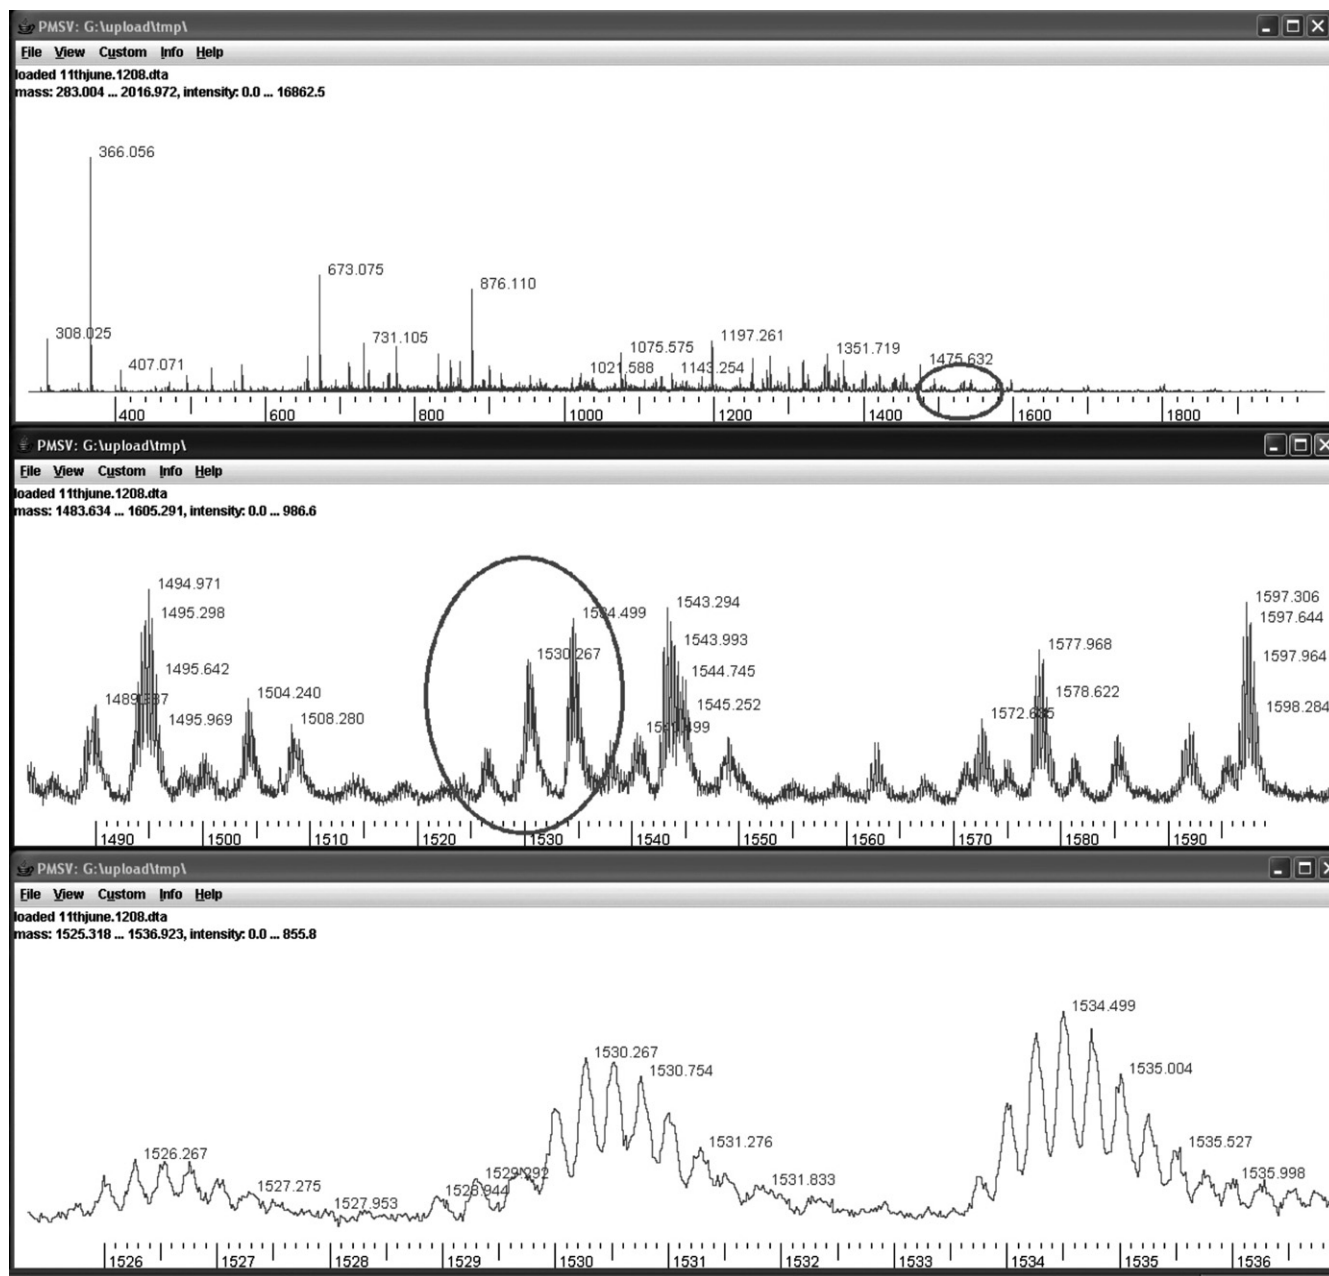 PMSV: G:\upload\tmp\
File View Custom Info Help
loaded 11thjune.1208.dta
mass: 283.004 ... 2016.972, intensity: 0.0 ... 16862.5
366.056
673.075
876.110
308.025
731.105
1197.261
1075.575
1351.719
407.071
1021.588
1143.254
1475.632
400 600 800 1000 1200 1400 1600 1800
PMSV: G:\upload\tmp\
File View Custom Info Help
loaded 11thjune.1208.dta
mass: 1483.634 ... 1605.291, intensity: 0.0 ... 986.6
1494.971
1495.298
1495.642
1495.969
1504.240
1508.280
1530.267
1534.499
1543.294
1543.993
1544.745
1545.252
1577.968
1578.622
1572.635
1597.306
1597.644
1597.964
1598.284
1490 1500 1510 1520 1530 1540 1550 1560 1570 1580 1590
PMSV: G:\upload\tmp\
File View Custom Info Help
loaded 11thjune.1208.dta
mass: 1525.318 ... 1536.923, intensity: 0.0 ... 855.8
1534.499
1530.267
1530.754
1535.004
1526.267
1531.276
1535.527
1529.292
1527.275
1528.944
1531.833
1535.998
1527.953
1526 1527 1528 1529 1530 1531 1532 1533 1534 1535 1536